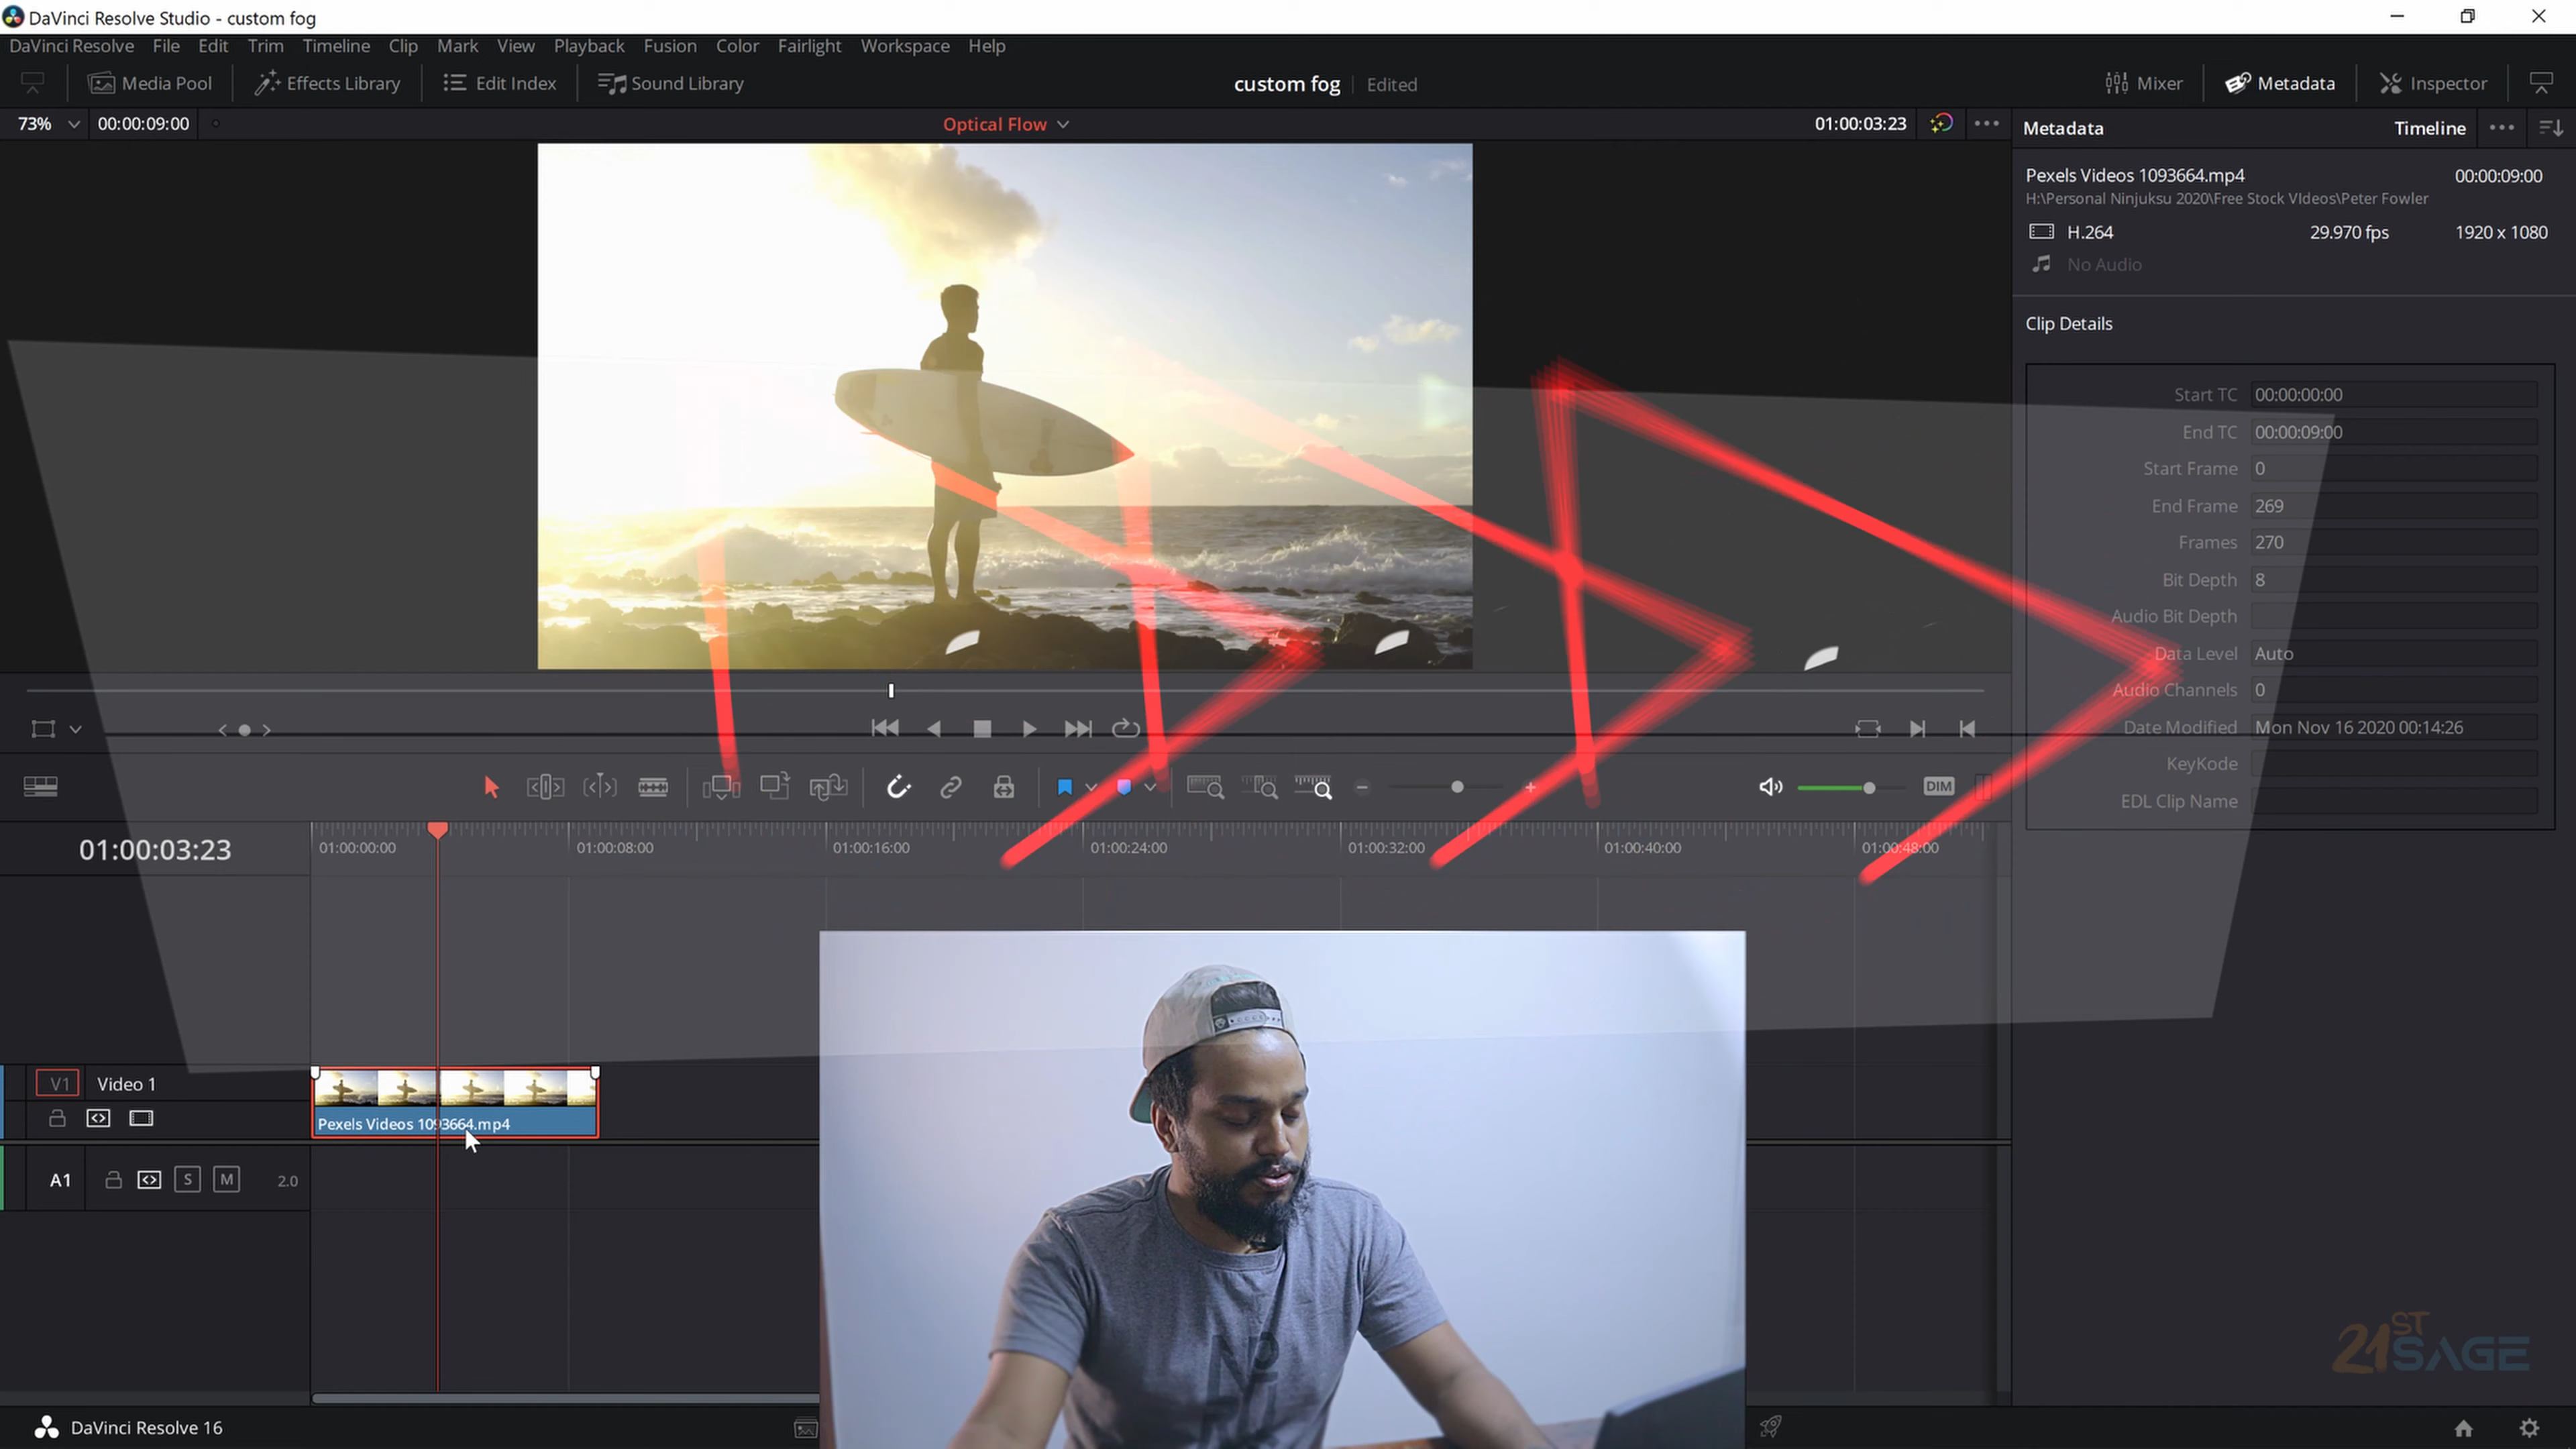 DaVinci Resolve Studio - custom fog
DaVinci Resolve File Edit Trim Timeline Clip Mark View Playback Fusion Color Fairlight Workspace Help
Media Pool Effects Library Edit Index Sound Library custom fog Edited Mixer Metadata Inspector
73% 00:00:09:00 Optical Flow 01:00:03:23 Metadata Timeline
Pexels Videos 1093664.mp4 00:00:09:00
H:\Personal Ninjuksu 2020\Free Stock VIdeos\Peter Fowler
H.264 29.970 fps 1920 x 1080
No Audio
Clip Details
Start TC 00:00:00:00
End TC 00:00:09:00
Start Frame 0
End Frame 269
Frames 270
Bit Depth 8
Audio Bit Depth
Data Level Auto
Audio Channels 0
Date Modified Mon Nov 16 2020 00:14:26
KeyKode
EDL Clip Name
DIM
01:00:03:23 01:00:00:00 01:00:08:00 01:00:16:00 01:00:24:00 01:00:32:00 01:00:40:00 01:00:48:00
V1 Video 1
Pexels Videos 1093664.mp4
A1 S M 2.0
21ST SAGE
DaVinci Resolve 16